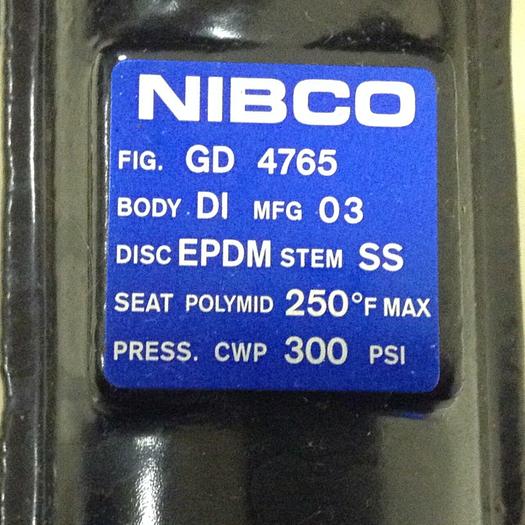 NIBCO
FIG. GD 4765
BODY DI MFG 03
DISC EPDM STEM SS
SEAT POLYMID 250°F MAX
PRESS. CWP 300 PSI